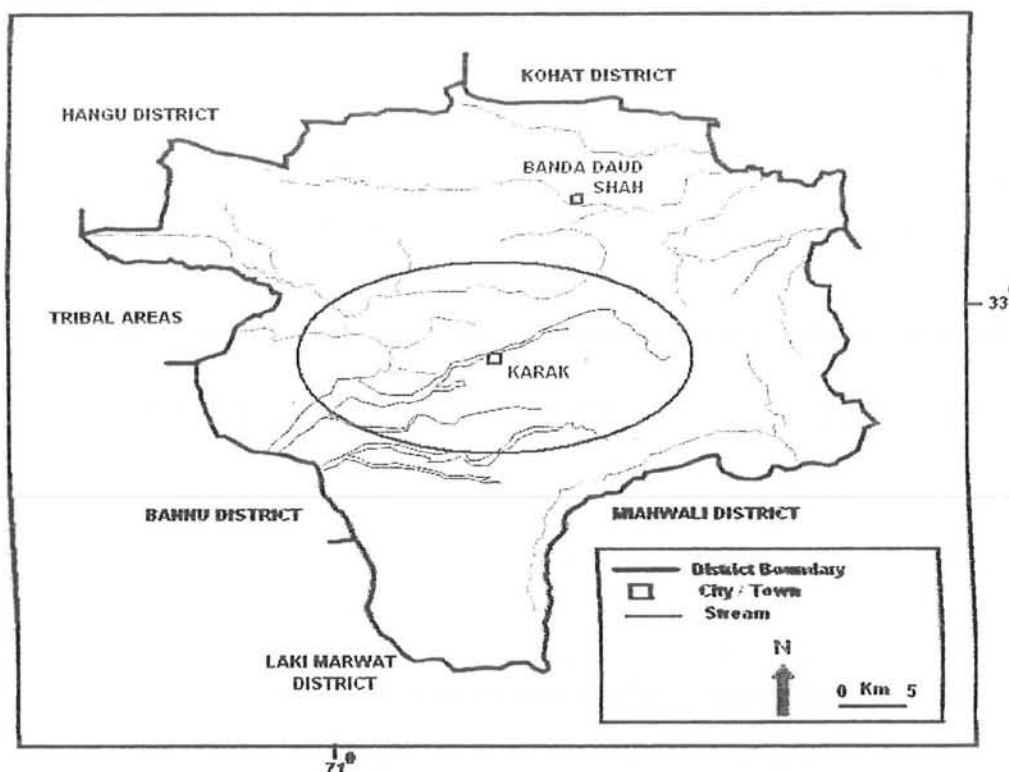 KOHAT DISTRICT
HANGU DISTRICT
BANDA DAUD
SHAH
33°
TRIBAL AREAS
KARAK
BANNU DISTRICT
MIANWALI DISTRICT
District Boundary
City / Town
Stream
N
0 Km 5
LAKI MARWAT
DISTRICT
71°